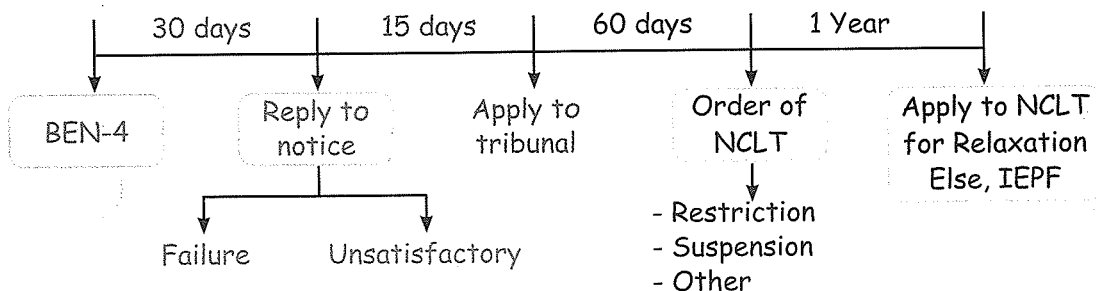 30 days 15 days 60 days 1 Year
BEN-4
Reply to
notice
Apply to
tribunal
Order of
NCLT
Apply to NCLT
for Relaxation
Else, IEPF
Failure
Unsatisfactory
- Restriction
- Suspension
- Other